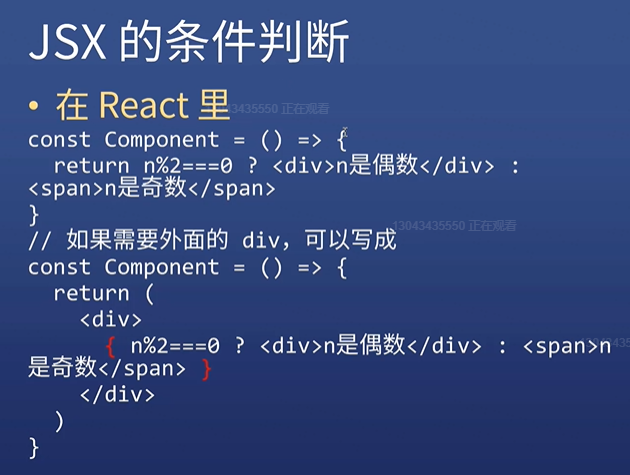 JSX 的条件判断
• 在 React 里
13043435550 正在观看
const Component = () => {
  return n%2===0 ? <div>n是偶数</div> :
<span>n是奇数</span>
}
13043435550 正在观看
// 如果需要外面的 div，可以写成
const Component = () => {
  return (
    <div>
      { n%2===0 ? <div>n是偶数</div> : <span>n
是奇数</span> }
    </div>
  )
}